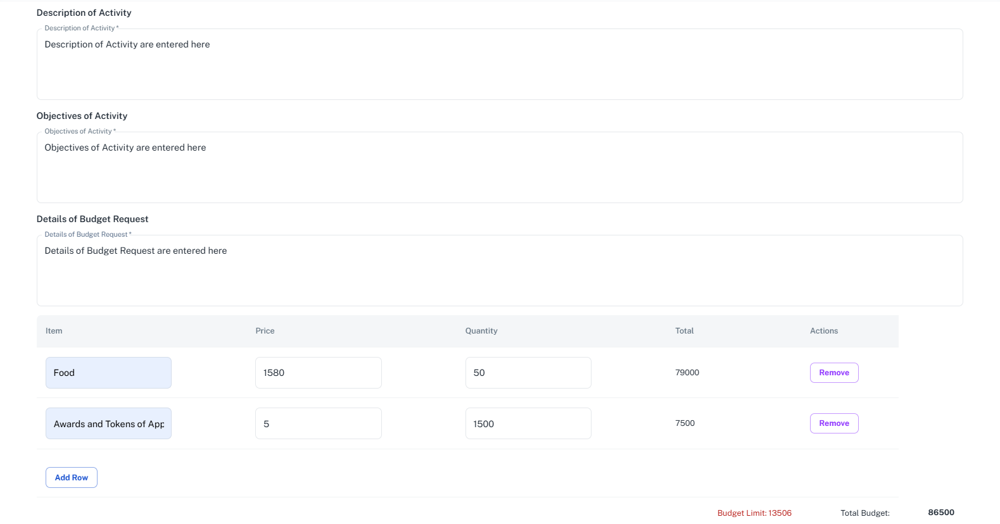 Description of Activity
Description of Activity *
Description of Activity are entered here
Objectives of Activity
Objectives of Activity *
Objectives of Activity are entered here
Details of Budget Request
Details of Budget Request *
Details of Budget Request are entered here
Item Price Quantity Total Actions
Food 1580 50 79000 Remove
Awards and Tokens of App 5 1500 7500 Remove
Add Row
Budget Limit: 13506 Total Budget: 86500